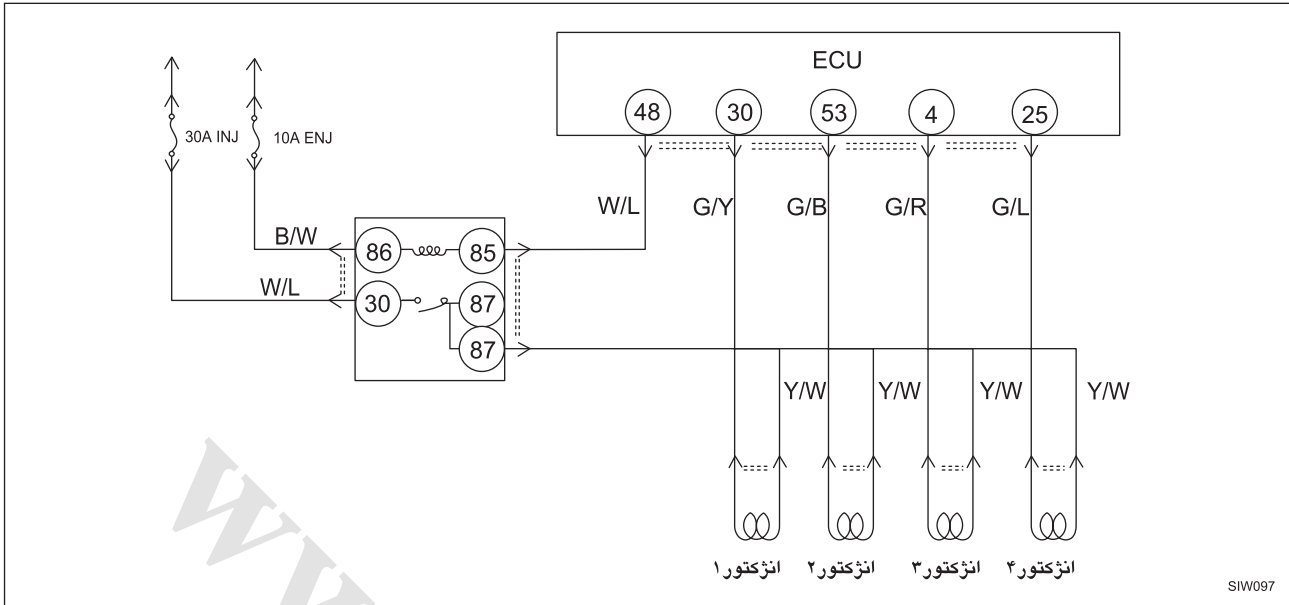 ECU
48 30 53 4 25
30A INJ 10A ENJ
W/L G/Y G/B G/R G/L
B/W
86 85
W/L
30 87
87
Y/W Y/W Y/W Y/W
انژکتور۱ انژکتور۲ انژکتور۳ انژکتور۴
SIW097